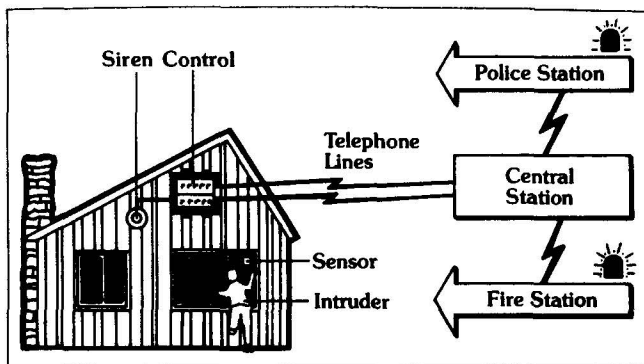 Siren Control
Police Station
Telephone
Lines
Central
Station
Sensor
Intruder
Fire Station